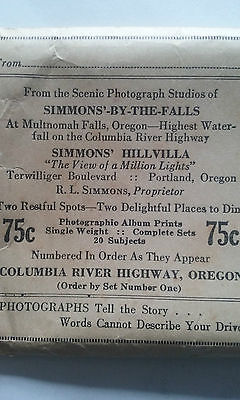 From
From the Scenic Photograph Studios of
SIMMONS'-BY-THE-FALLS
At Multnomah Falls, Oregon—Highest Water-
fall on the Columbia River Highway
SIMMONS' HILLVILLA
"The View of a Million Lights"
Terwilliger Boulevard :: Portland, Oregon
R. L. SIMMONS, Proprietor
Two Restful Spots—Two Delightful Places to Din
75c Photographic Album Prints 75c
Single Weight :: Complete Sets
20 Subjects
Numbered In Order As They Appear
COLUMBIA RIVER HIGHWAY, OREGON
(Order by Set Number One)
PHOTOGRAPHS Tell the Story . . .
Words Cannot Describe Your Drive